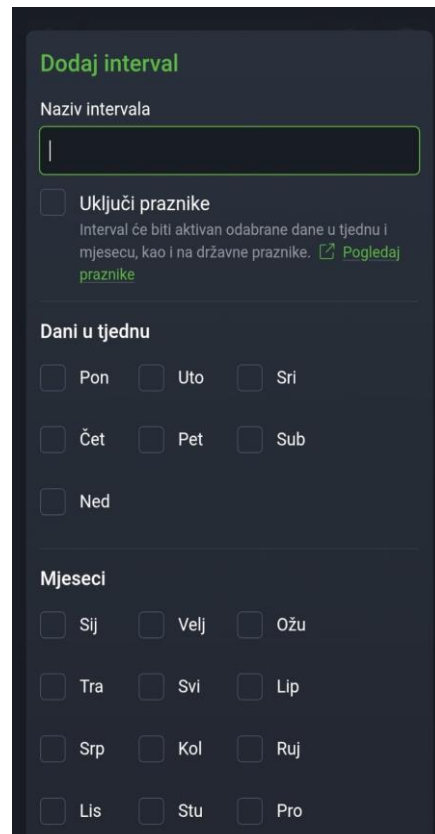 Dodaj interval
Naziv intervala
Uključi praznike
Interval će biti aktivan odabrane dane u tjednu i
mjesecu, kao i na državne praznike. Pogledaj
praznike
Dani u tjednu
Pon Uto Sri
Čet Pet Sub
Ned
Mjeseci
Sij Velj Ožu
Tra Svi Lip
Srp Kol Ruj
Lis Stu Pro